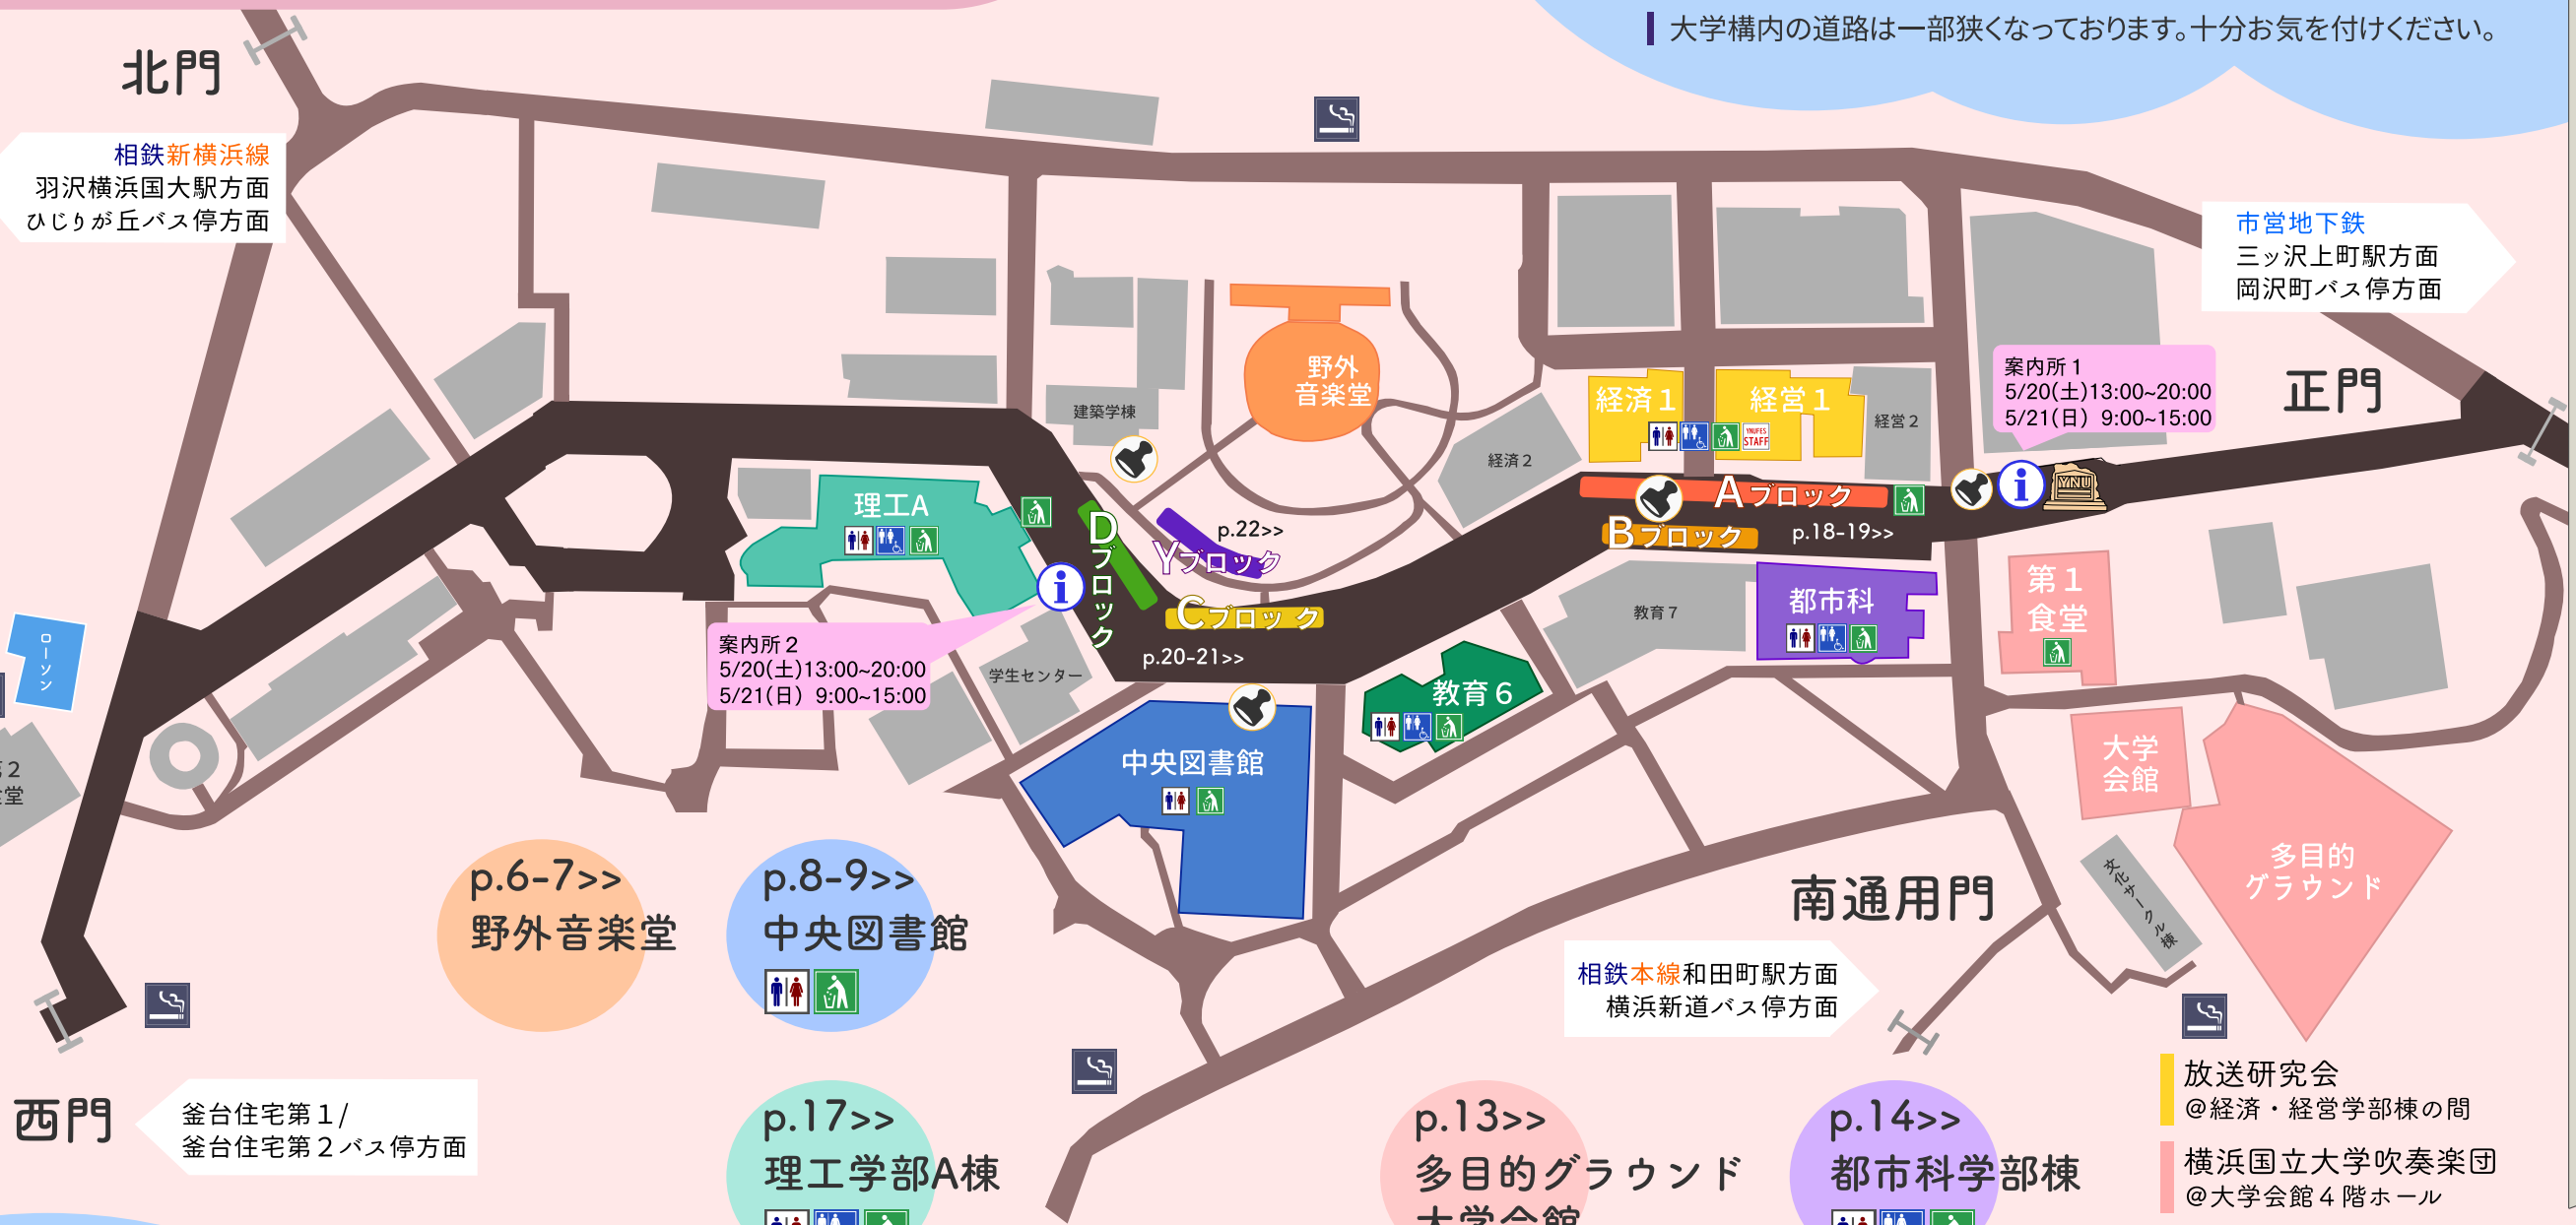 大学構内の道路は一部狭くなっております。十分お気を付けください。
北門
相鉄新横浜線
羽沢横浜国大駅方面
ひじりが丘バス停方面
市営地下鉄
三ッ沢上町駅方面
岡沢町バス停方面
正門
案内所1
5/20(土)13:00~20:00
5/21(日) 9:00~15:00
野外
音楽堂
経済1
経営1
経営2
YNUFES
STAFF
建築学棟
経済2
理工A
Aブロック
Bブロック
p.18-19>>
YNU
Dブロック
Yブロック
p.22>>
Cブロック
p.20-21>>
都市科
教育7
第1
食堂
ローソン
案内所2
5/20(土)13:00~20:00
5/21(日) 9:00~15:00
学生センター
教育6
中央図書館
大学
会館
多目的
グラウンド
文化サークル棟
2
堂
p.6-7>>
野外音楽堂
p.8-9>>
中央図書館
南通用門
相鉄本線和田町駅方面
横浜新道バス停方面
西門
釜台住宅第1/
釜台住宅第2バス停方面
p.17>>
理工学部A棟
p.13>>
多目的グラウンド
大学会館
p.14>>
都市科学部棟
放送研究会
@経済・経営学部棟の間
横浜国立大学吹奏楽団
@大学会館4階ホール